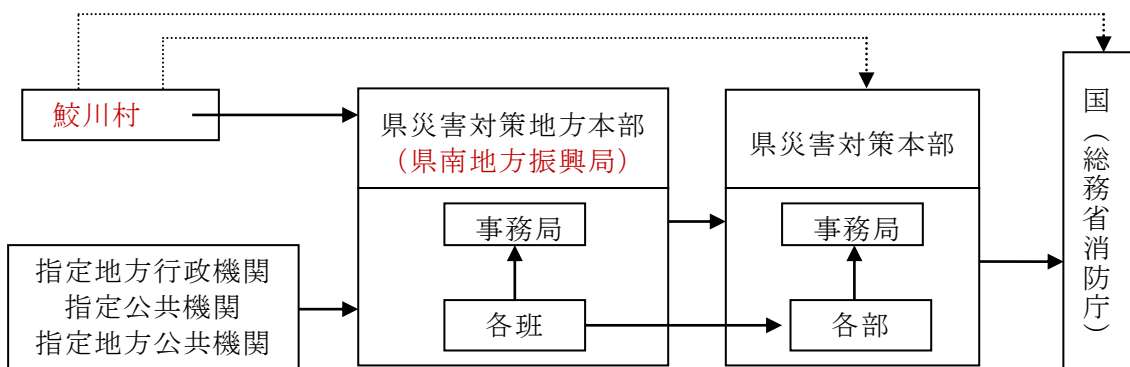 鮫川村
県災害対策地方本部
（県南地方振興局）
県災害対策本部
国（総務省消防庁）
事務局
事務局
指定地方行政機関
指定公共機関
指定地方公共機関
各班
各部